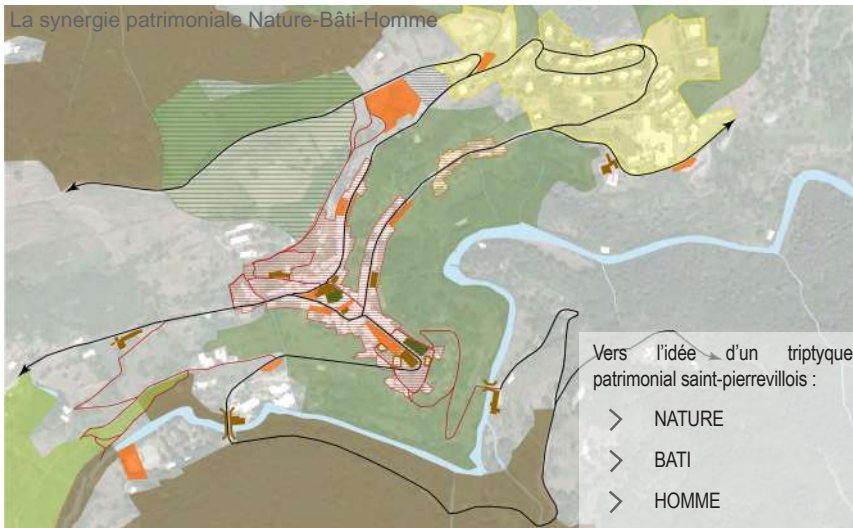 La synergie patrimoniale Nature-Bâti-Homme
Vers l'idée d'un triptyque
patrimonial saint-pierrevillois :
NATURE
BATI
HOMME